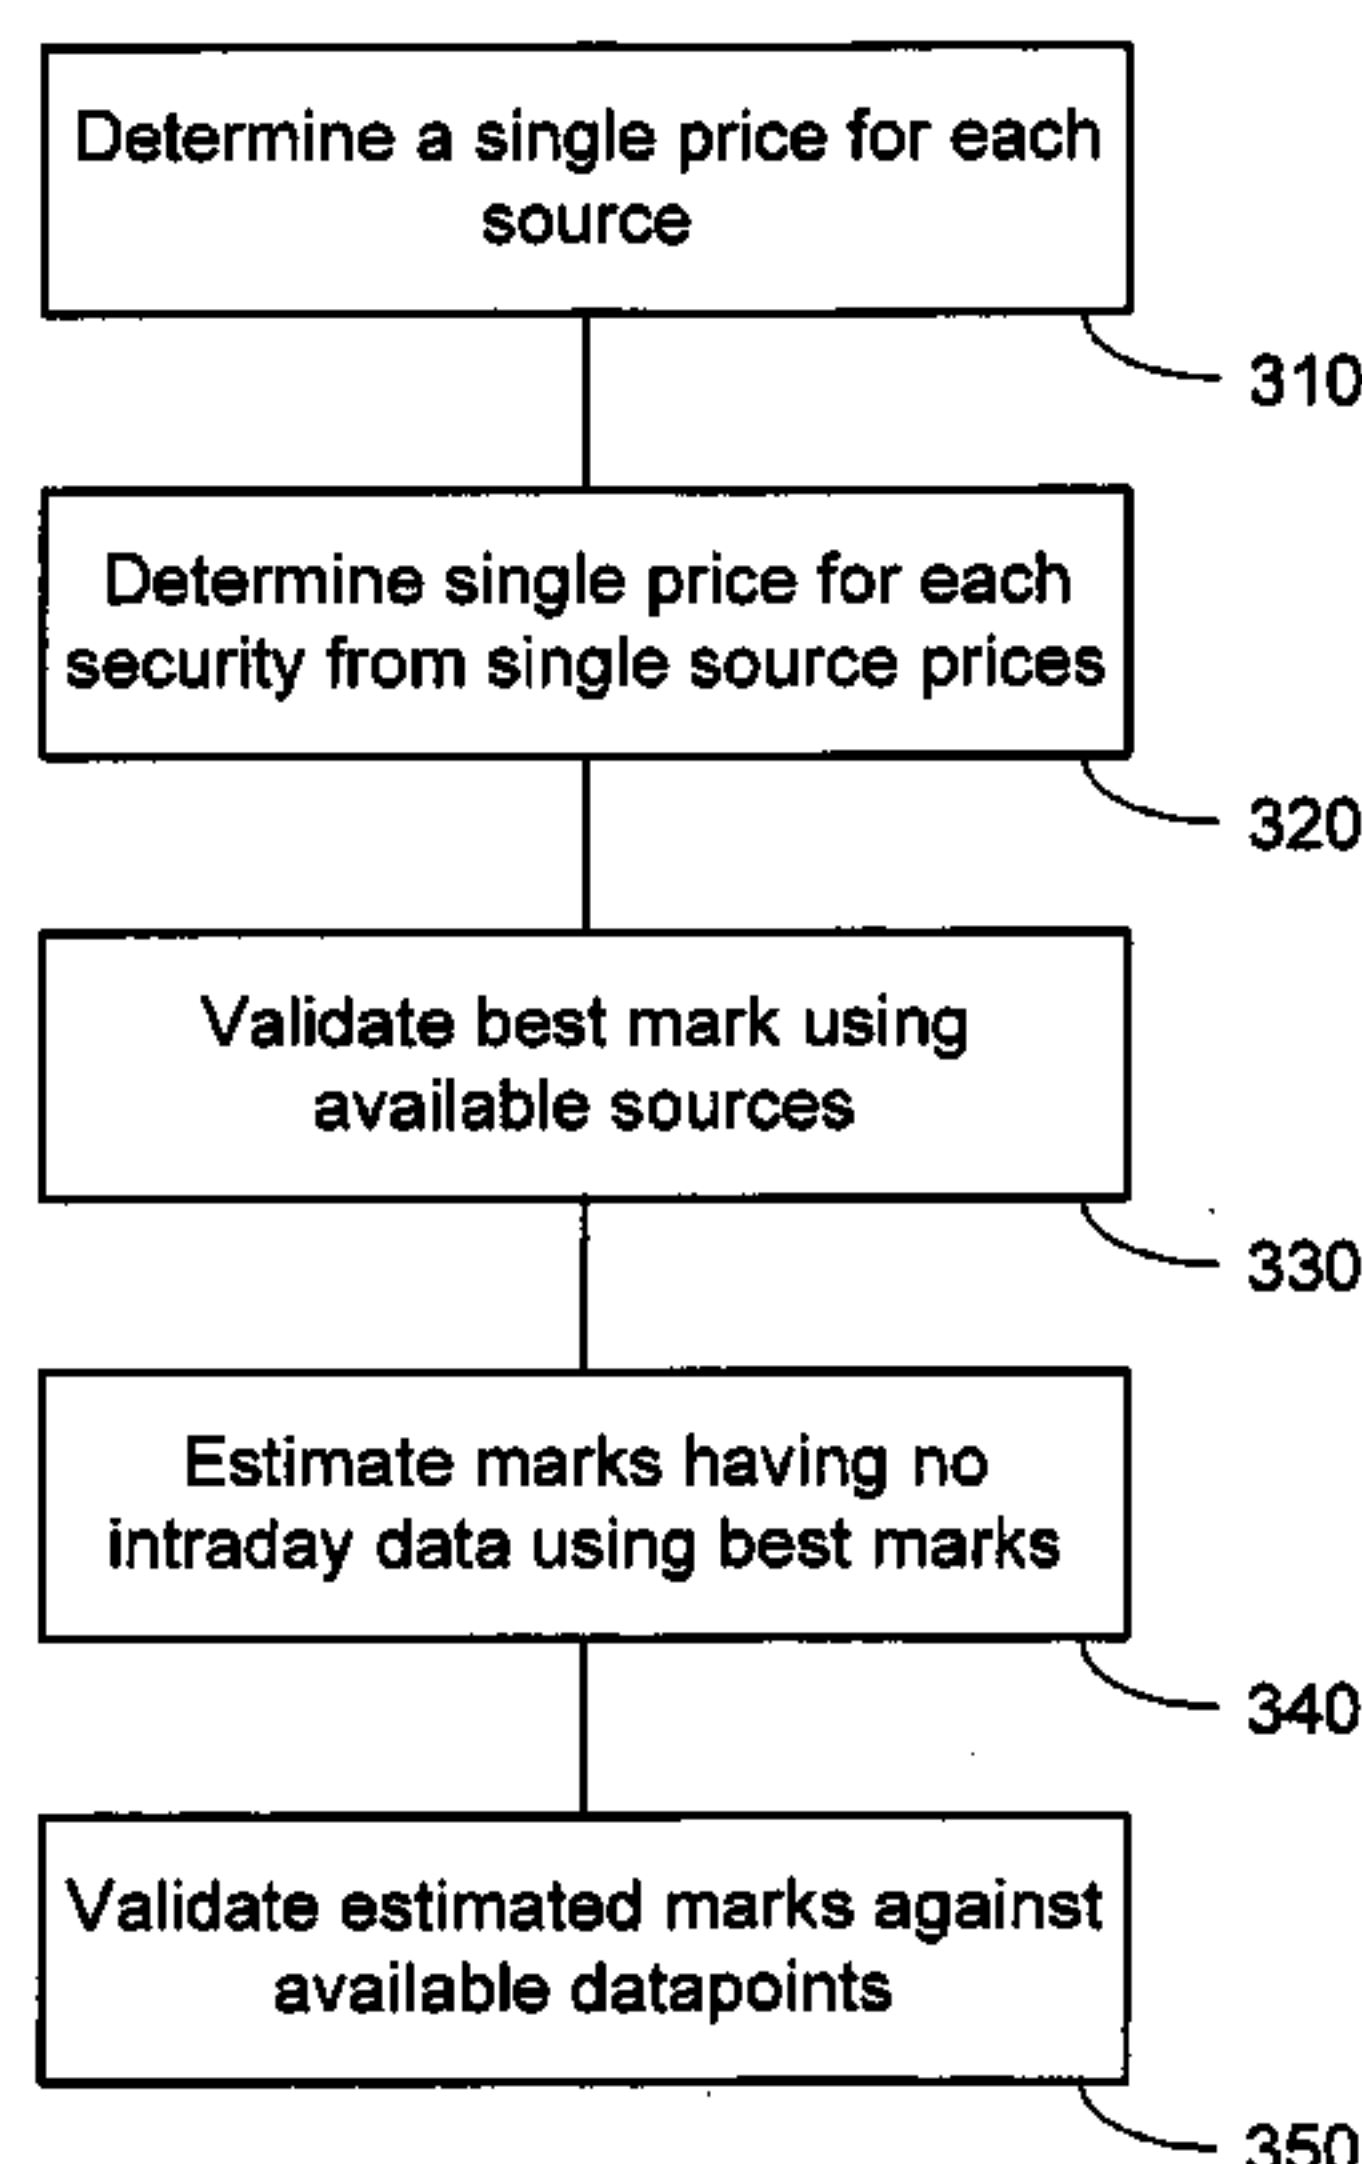 Determine a single price for each
source
310
Determine single price for each
security from single source prices
320
Validate best mark using
available sources
330
Estimate marks having no
intraday data using best marks
340
Validate estimated marks against
available datapoints
350